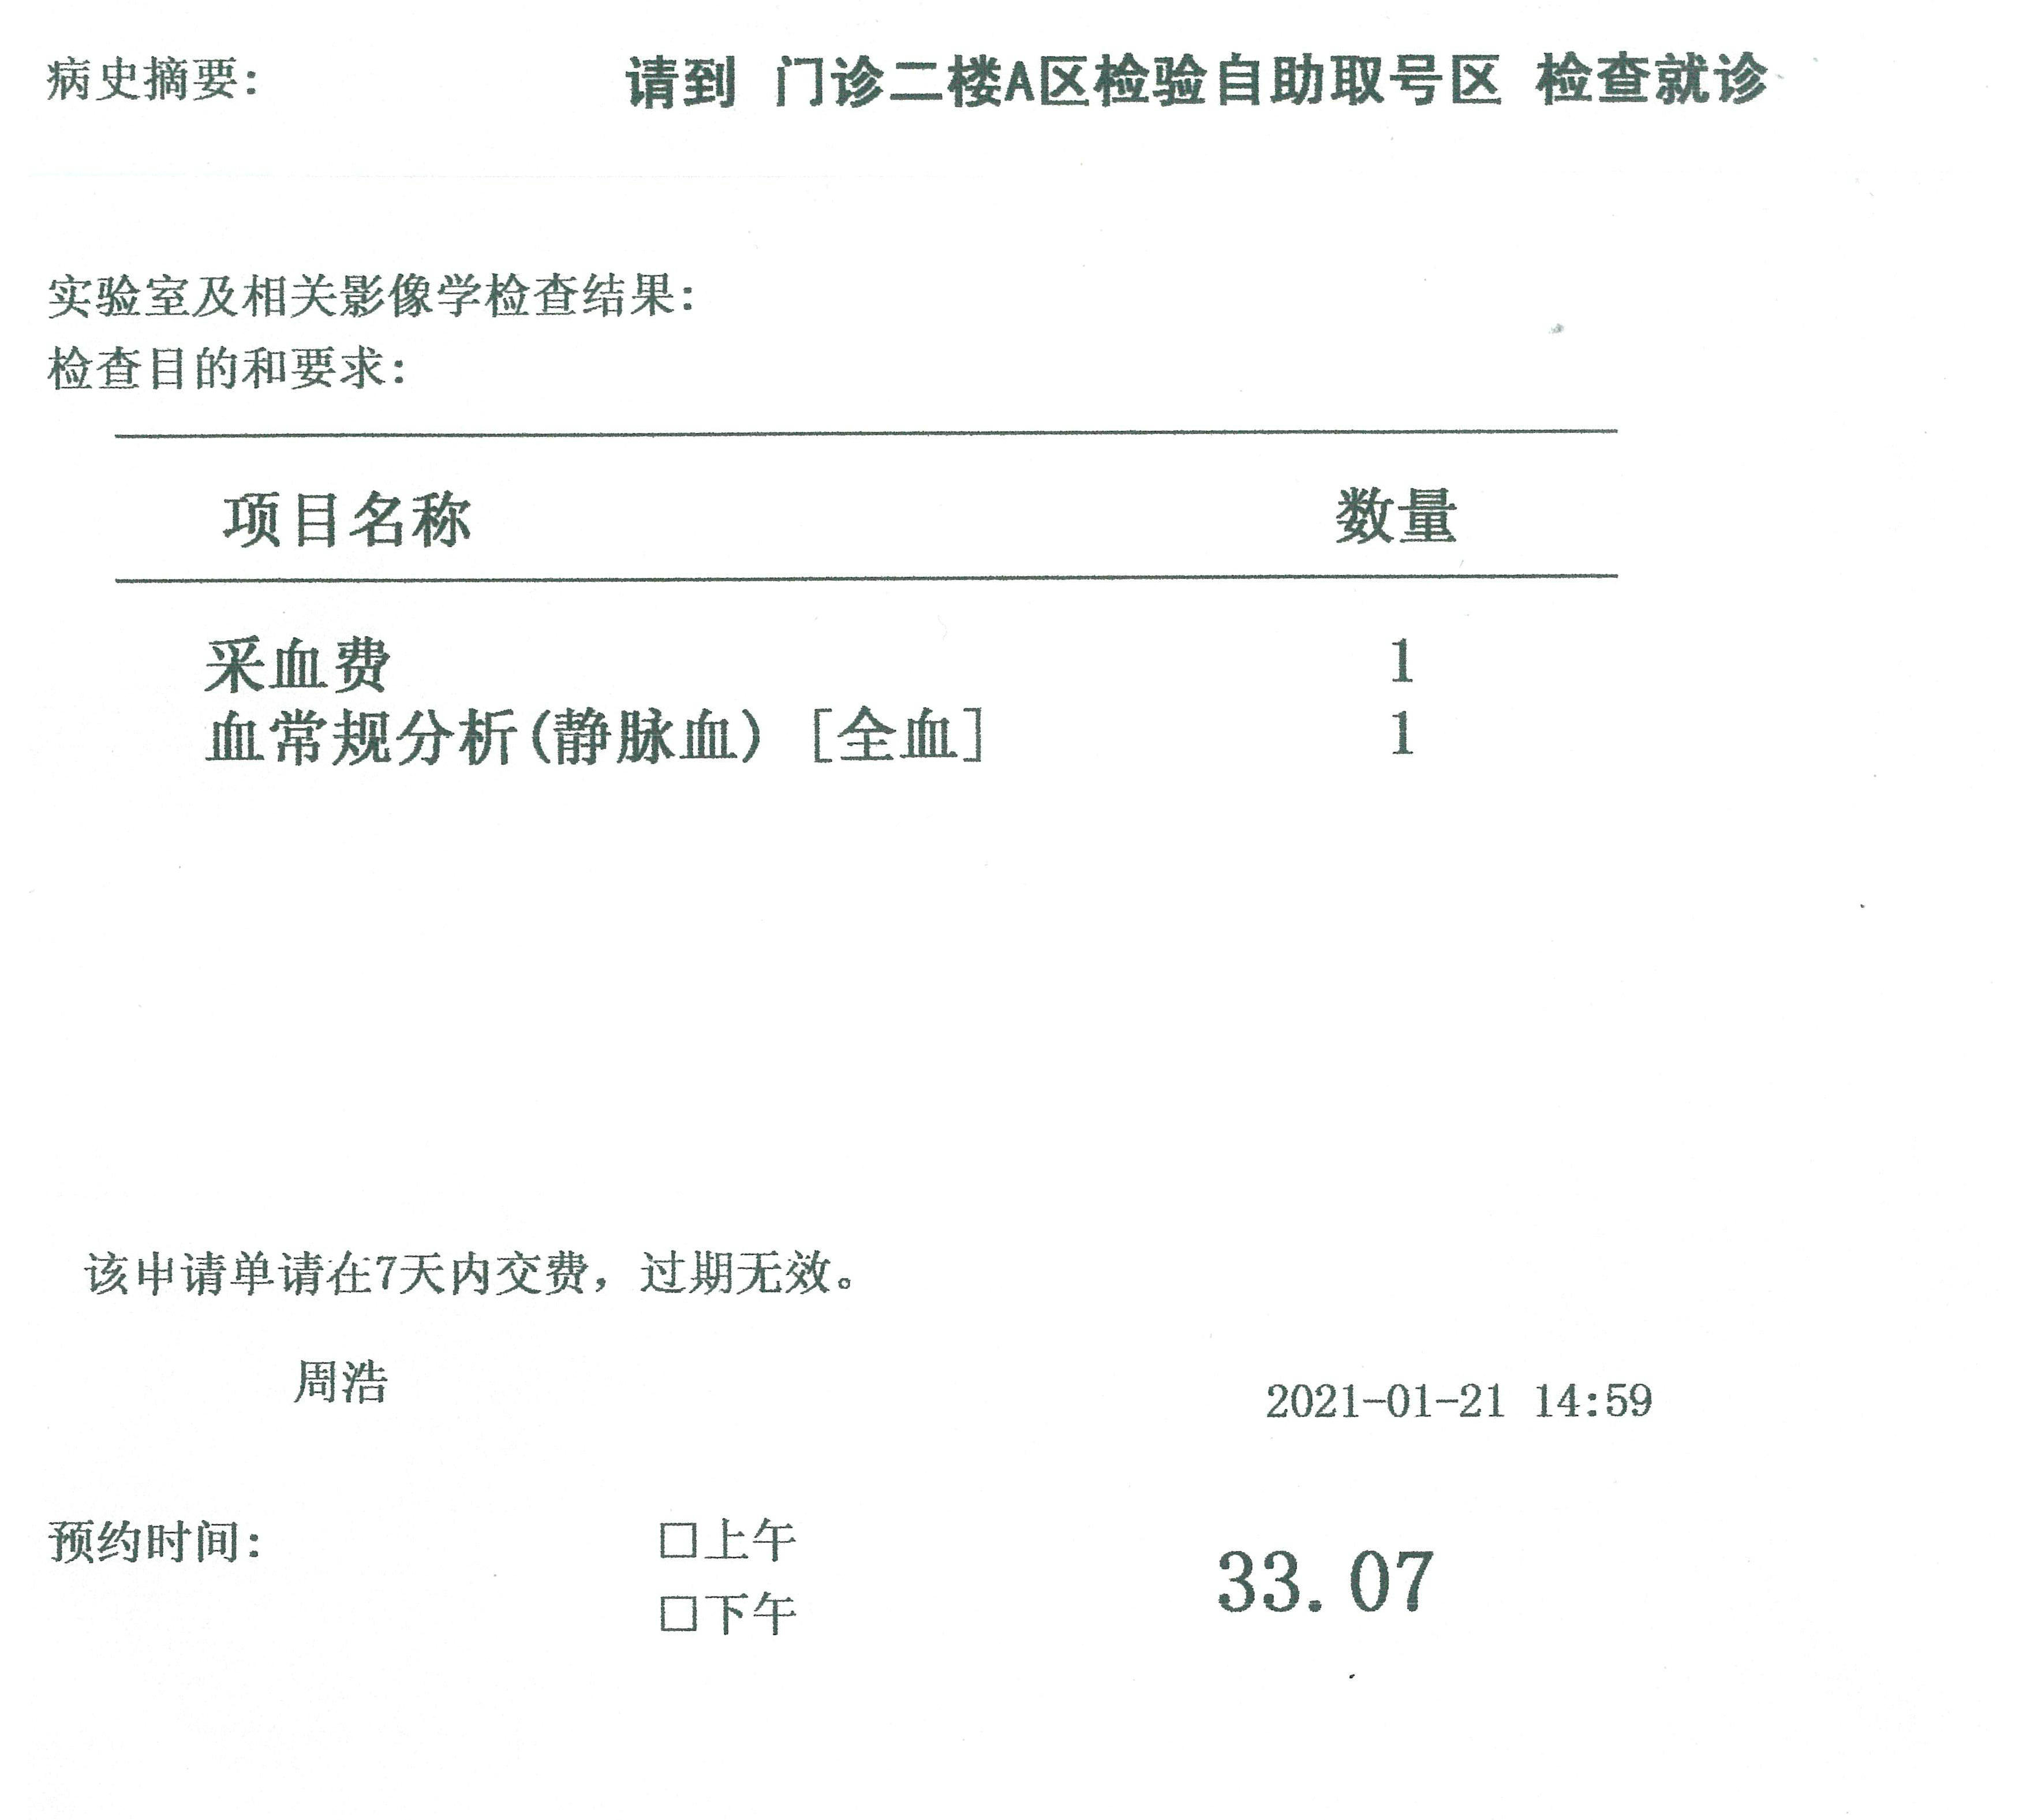 病史摘要: 请到 门诊二楼A区检验自助取号区 检查就诊
实验室及相关影像学检查结果:
检查目的和要求:
项目名称 数量
采血费 1
血常规分析(静脉血) [全血] 1
该申请单请在7天内交费，过期无效。
周浩
2021-01-21 14:59
预约时间: □上午
□下午
33.07